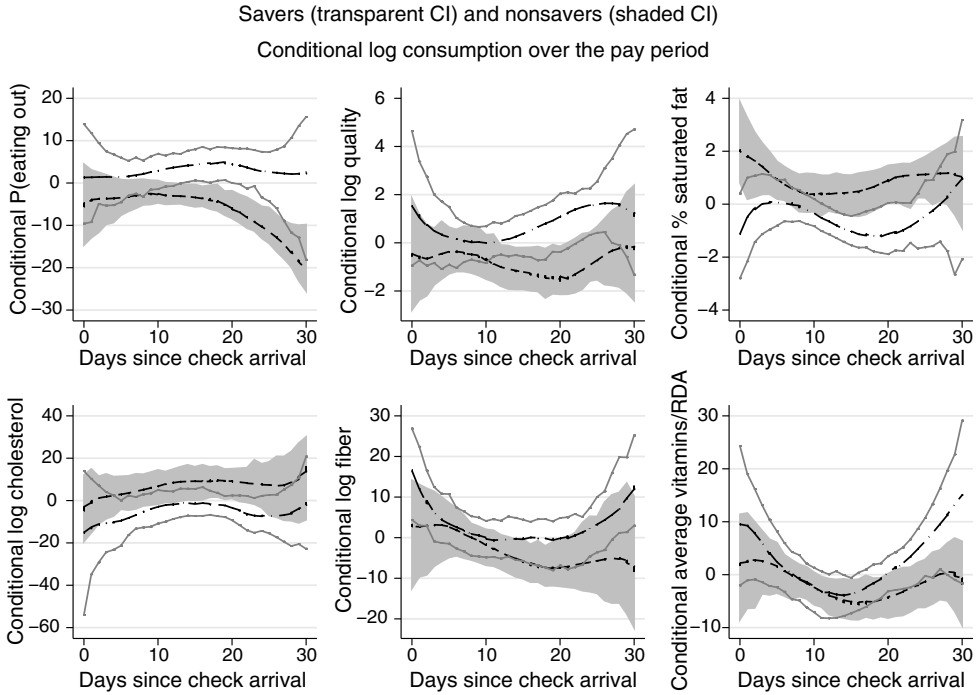 Savers (transparent CI) and nonsavers (shaded CI)
Conditional log consumption over the pay period
Conditional P(eating out)
20
10
0
−10
−20
−30
0 10 20 30
Days since check arrival
Conditional log quality
6
4
2
0
−2
0 10 20 30
Days since check arrival
Conditional % saturated fat
4
2
0
−2
−4
0 10 20 30
Days since check arrival
Conditional log cholesterol
40
20
0
−20
−40
−60
0 10 20 30
Days since check arrival
Conditional log fiber
30
20
10
0
−10
−20
0 10 20 30
Days since check arrival
Conditional average vitamins/RDA
30
20
10
0
−10
0 10 20 30
Days since check arrival